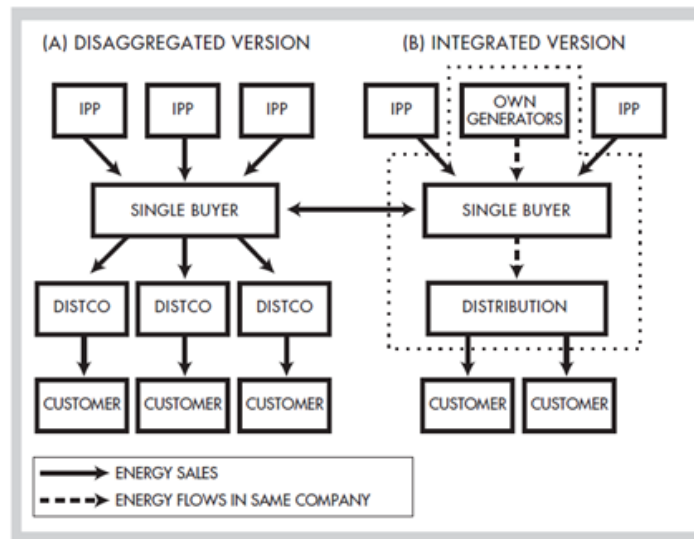 (A) DISAGGREGATED VERSION
(B) INTEGRATED VERSION
IPP
IPP
IPP
IPP
OWN
GENERATORS
IPP
SINGLE BUYER
SINGLE BUYER
DISTCO
DISTCO
DISTCO
DISTRIBUTION
CUSTOMER
CUSTOMER
CUSTOMER
CUSTOMER
CUSTOMER
ENERGY SALES
ENERGY FLOWS IN SAME COMPANY